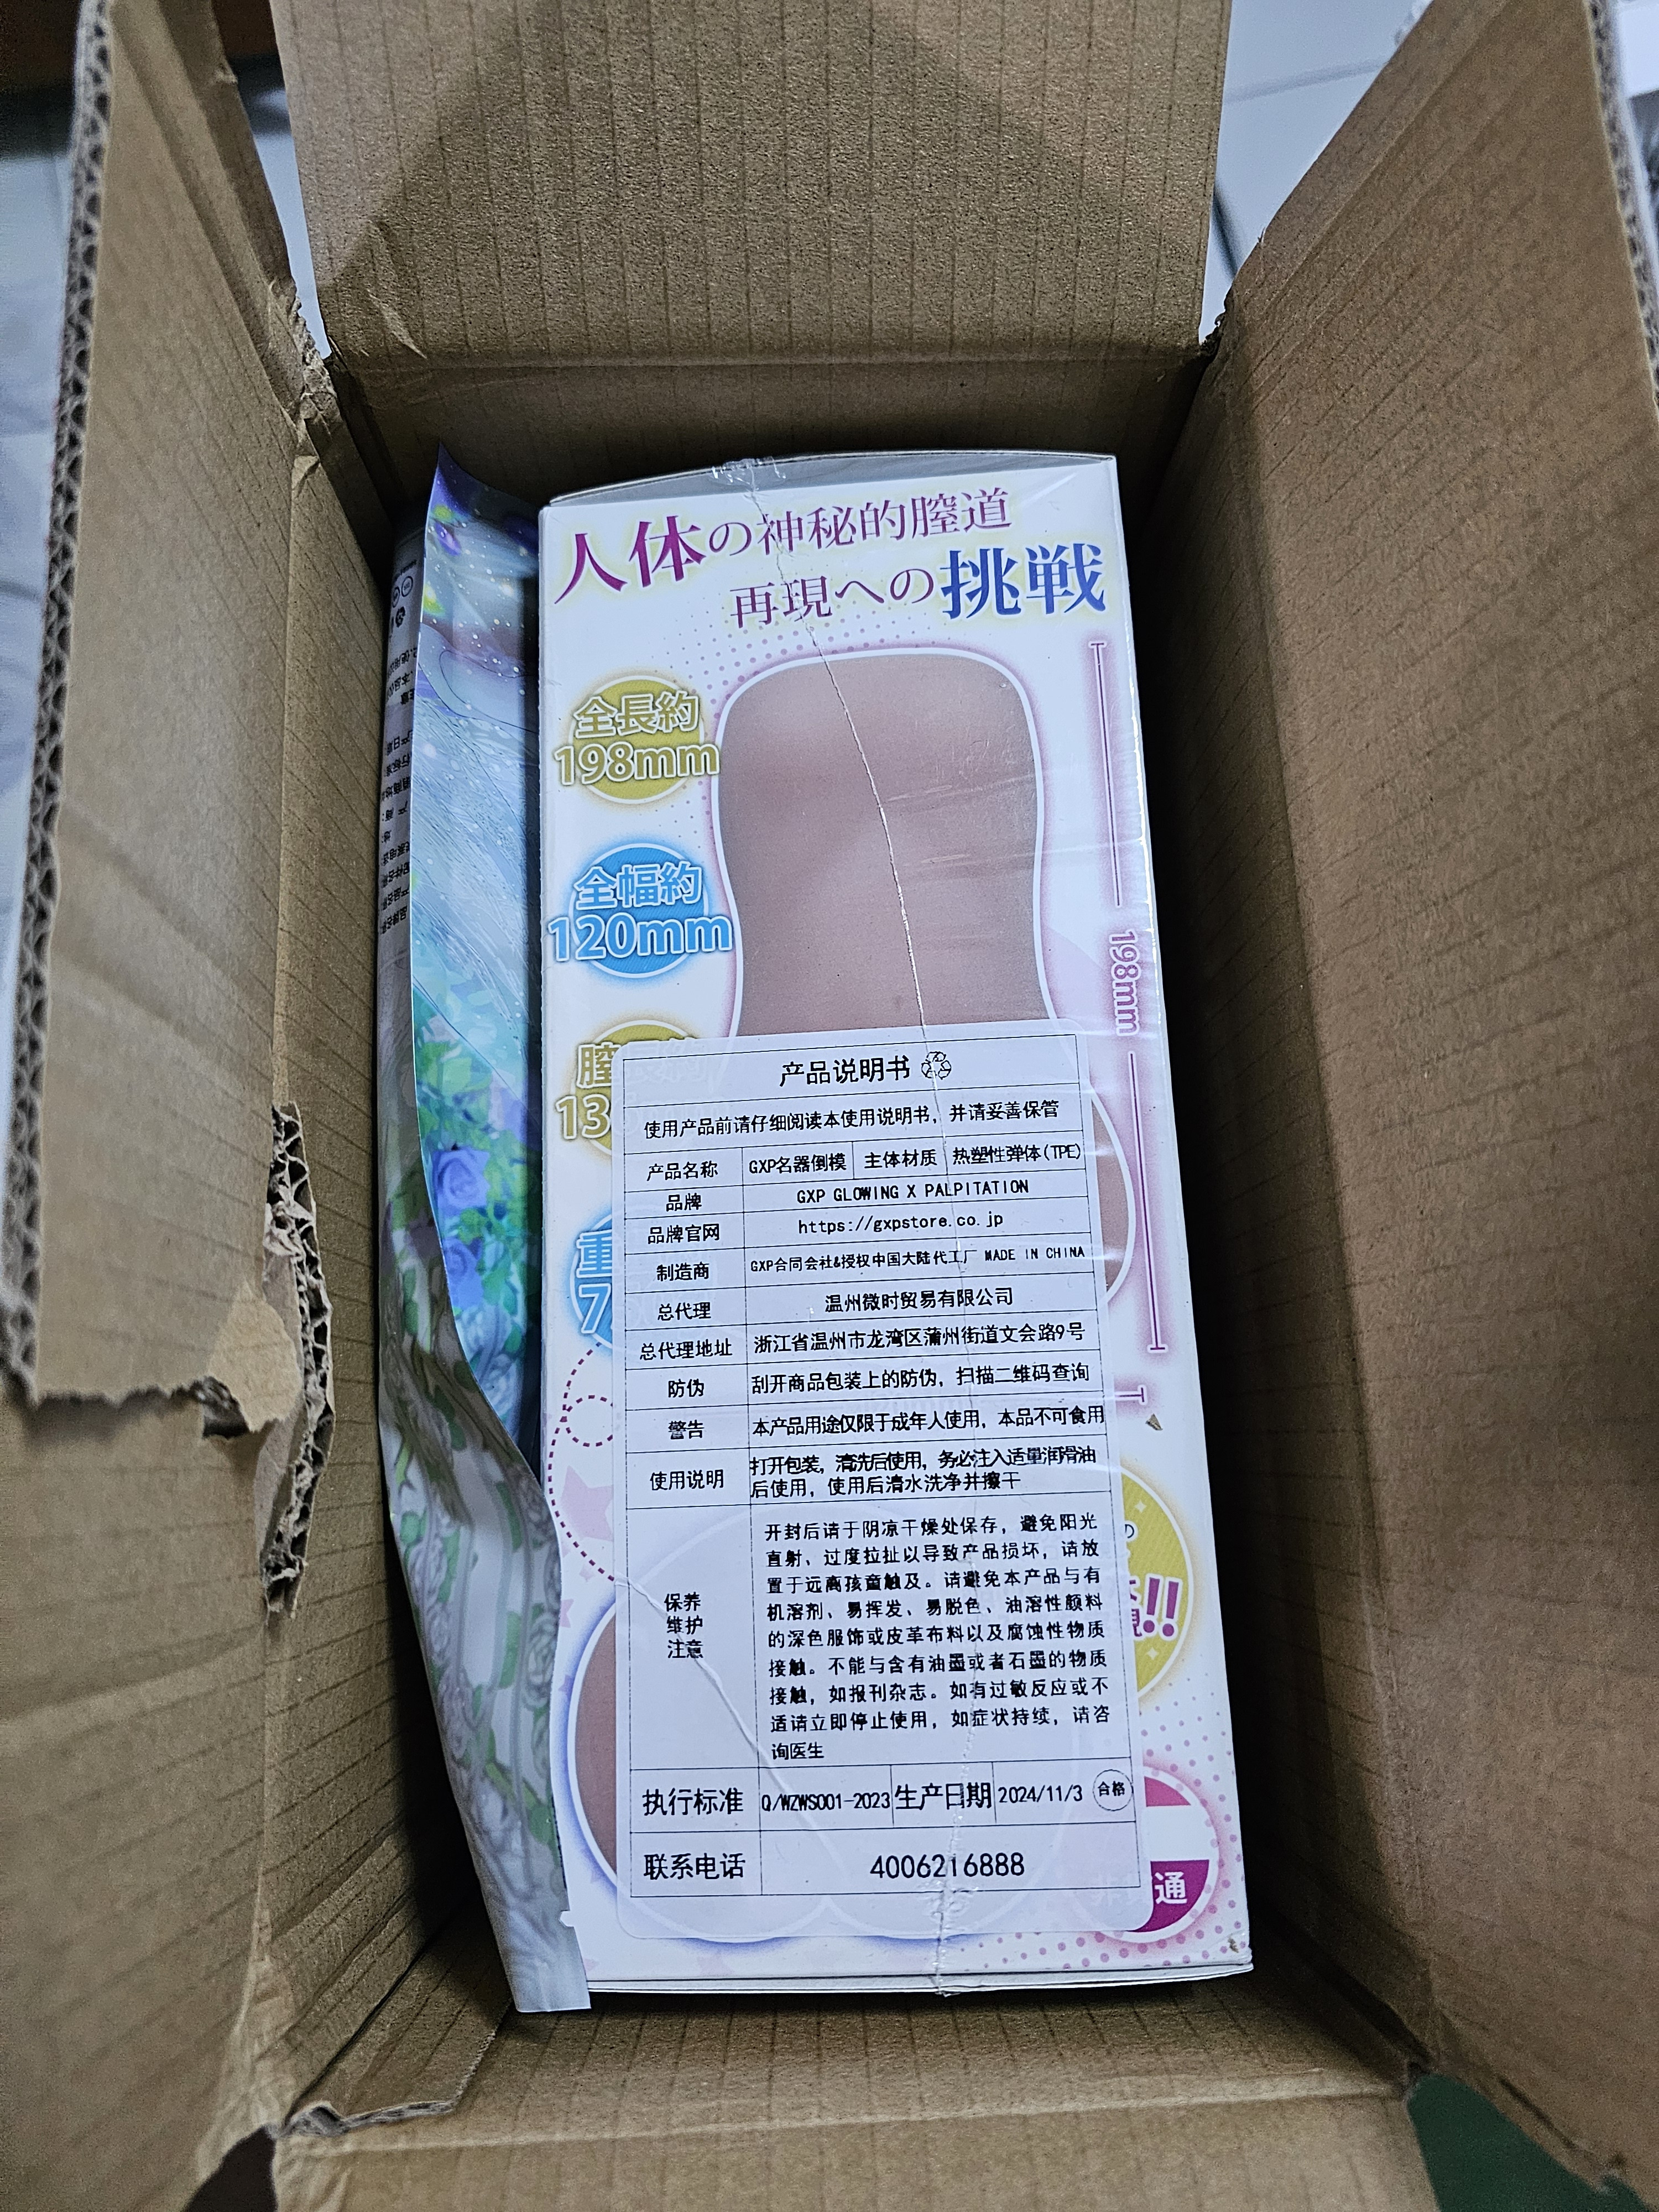 人体の神秘的膣道
再現への挑戦
全長約
198mm
全幅約
120mm
198mm
产品说明书
使用产品前请仔细阅读本使用说明书，并请妥善保管
产品名称 GXP名器倒模 主体材质 热塑性弹体(TPE)
品牌 GXP GLOWING X PALPITATION
品牌官网 https://gxpstore.co.jp
制造商 GXP合同会社&授权中国大陆代工厂 MADE IN CHINA
总代理 温州微时贸易有限公司
总代理地址 浙江省温州市龙湾区蒲州街道文会路9号
防伪 刮开商品包装上的防伪，扫描二维码查询
警告 本产品用途仅限于成年人使用，本品不可食用
使用说明 打开包装，清洗后使用，务必注入适量润滑油
后使用，使用后清水洗净并擦干
保养
维护
注意
开封后请于阴凉干燥处保存，避免阳光
直射、过度拉扯以导致产品损坏，请放
置于远离孩童触及。请避免本产品与有
机溶剂、易挥发、易脱色、油溶性颜料
的深色服饰或皮革布料以及腐蚀性物质
接触。不能与含有油墨或者石墨的物质
接触，如报刊杂志。如有过敏反应或不
适请立即停止使用，如症状持续，请咨
询医生
执行标准 Q/WZWS001-2023 生产日期 2024/11/3 合格
联系电话 4006216888
の
!!
通